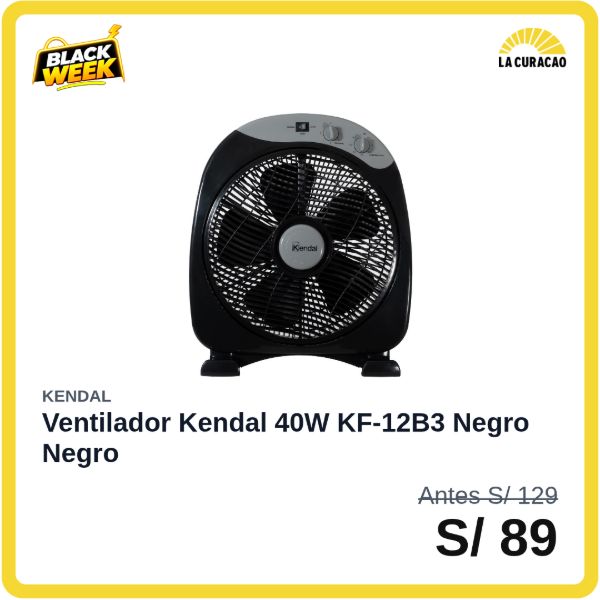 BLACK
WEEK
LA CURACAO
Kendal
KENDAL
Ventilador Kendal 40W KF-12B3 Negro
Negro
Antes S/ 129
S/ 89